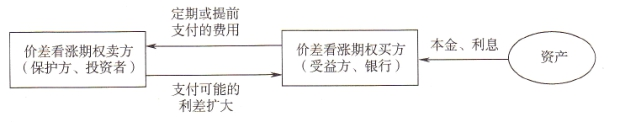 定期或提前
支付的费用
价差看涨期权卖方
（保护方、投资者）
价差看涨期权买方
（受益方、银行）
本金、利息
资产
支付可能的
利差扩大